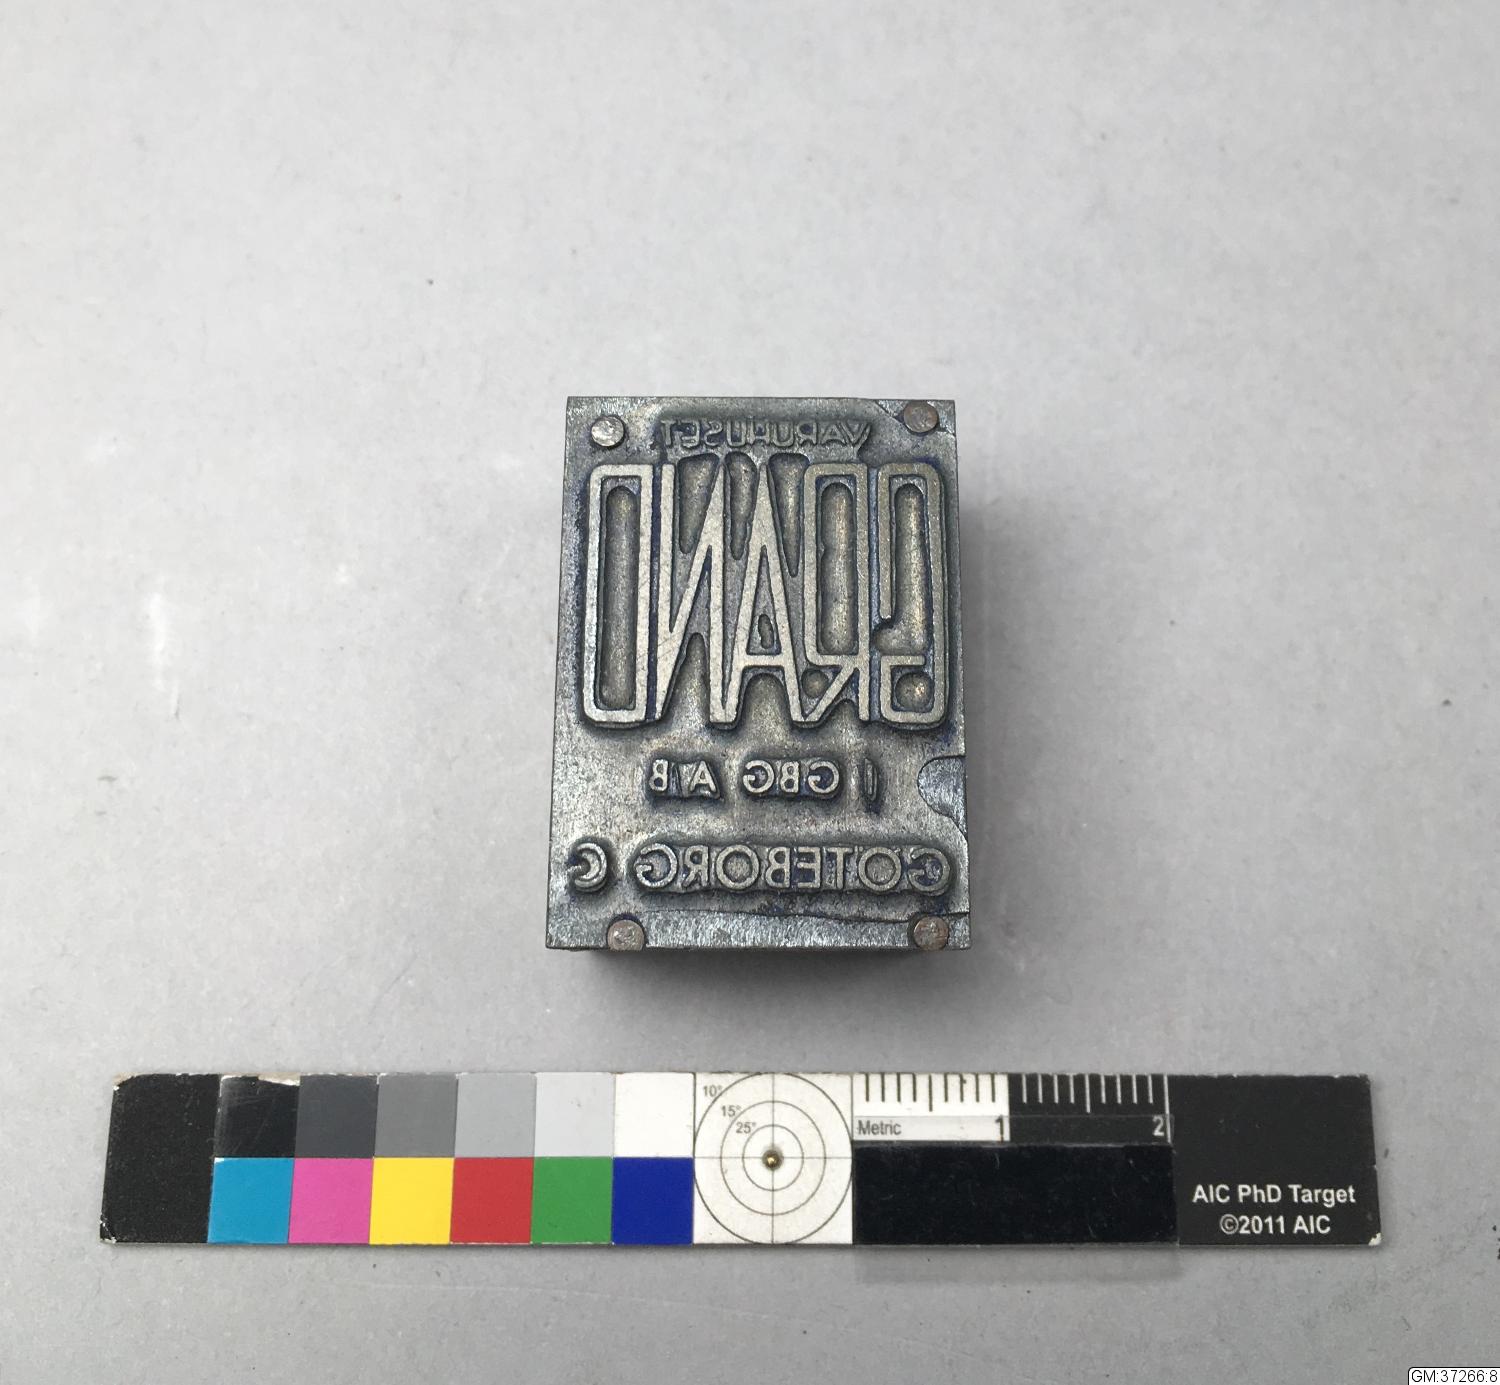 VARUHUSET
GRAND
I GBG AB
GÖTEBORG C
10° 15° 25°
Metric 1 2
AIC PhD Target
©2011 AIC
GM:37266:8